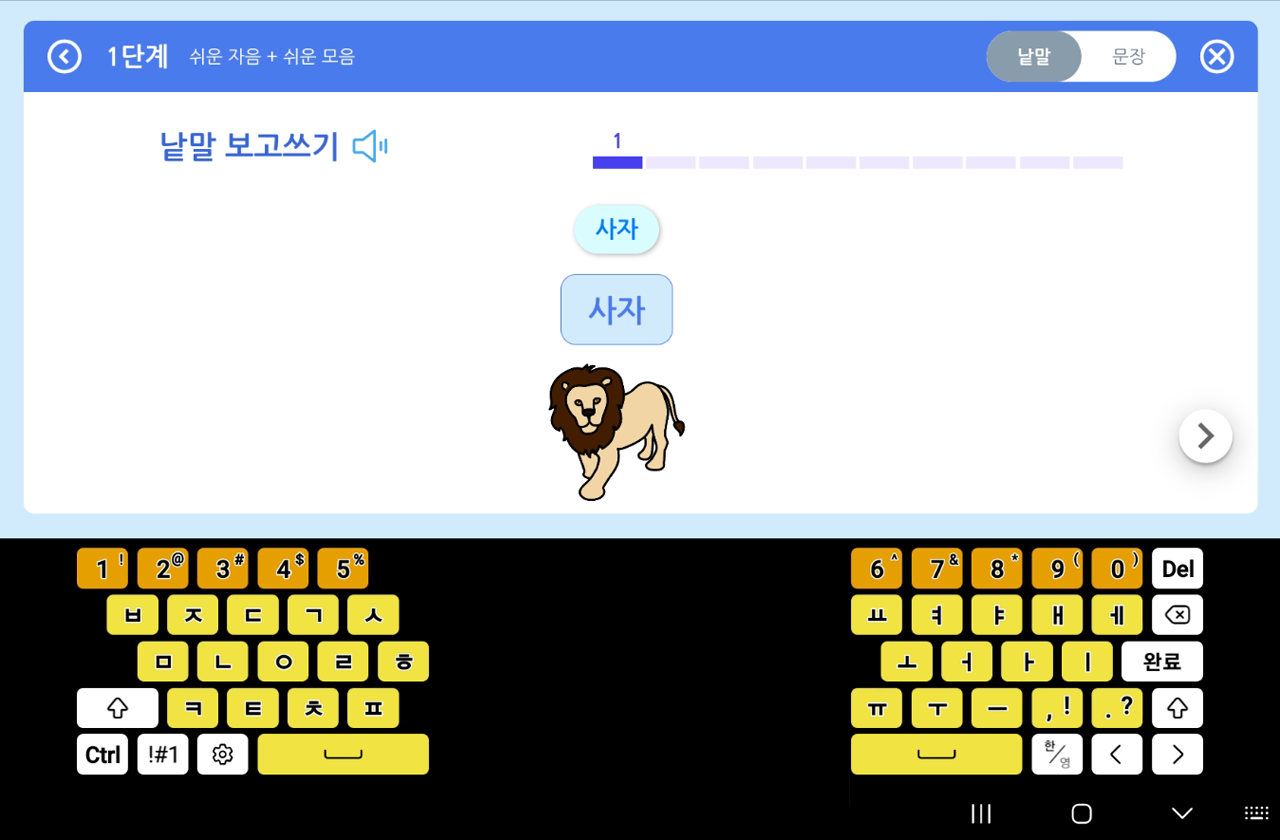 1단계 쉬운 자음 + 쉬운 모음 낱말 문장
낱말 보고쓰기
1
사자
사자
1 ! 2 @ 3 # 4 $ 5 % 6 ^ 7 & 8 * 9 ( 0 ) Del
ㅂ ㅈ ㄷ ㄱ ㅅ ㅛ ㅕ ㅑ ㅐ ㅔ
ㅁ ㄴ ㅇ ㄹ ㅎ ㅗ ㅓ ㅏ ㅣ 완료
ㅋ ㅌ ㅊ ㅍ ㅠ ㅜ ㅡ , ! . ?
Ctrl !#1 한/영